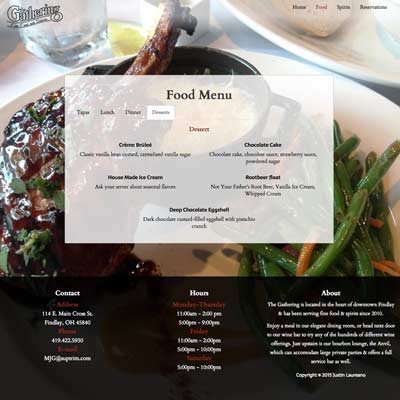 The Gathering
Home Food Spirits Reservations
Food Menu
Tapas Lunch Dinner Desserts
Dessert
Crème Brûleé
Classic vanilla bean custard, carmelized vanilla sugar
Chocolate Cake
Chocolate cake, chocolate sauce, strawberry sauce,
powdered sugar
House Made Ice Cream
Ask your server about seasonal flavors
Rootbeer float
Not Your Father's Root Beer, Vanilla Ice Cream,
Whipped Cream
Deep Chocolate Eggshell
Dark chocolate custard-filled eggshell with pistachio
crunch
Contact
Address
114 E. Main Cross St.
Findlay, OH 45840
Phone
419.422.5930
E-mail
MJG@auptrim.com
Hours
Monday-Thursday
11:00am - 2:00 pm
5:00pm - 9:00pm
Friday
11:00am - 2:00pm
5:00pm - 10:00pm
Saturday
5:00pm - 10:00pm
About
The Gathering is located in the heart of downtown Findlay
& has been serving fine food & spirits since 2010.
Enjoy a meal in our elegant dining room, or head next door
to our wine bar to try any of the hundreds of different wine
offerings. Just upstairs is our bourbon lounge, the Anvil,
which can accomodate large private parties & offers a full
service bar as well.
Copyright © 2015 Justin Laureano